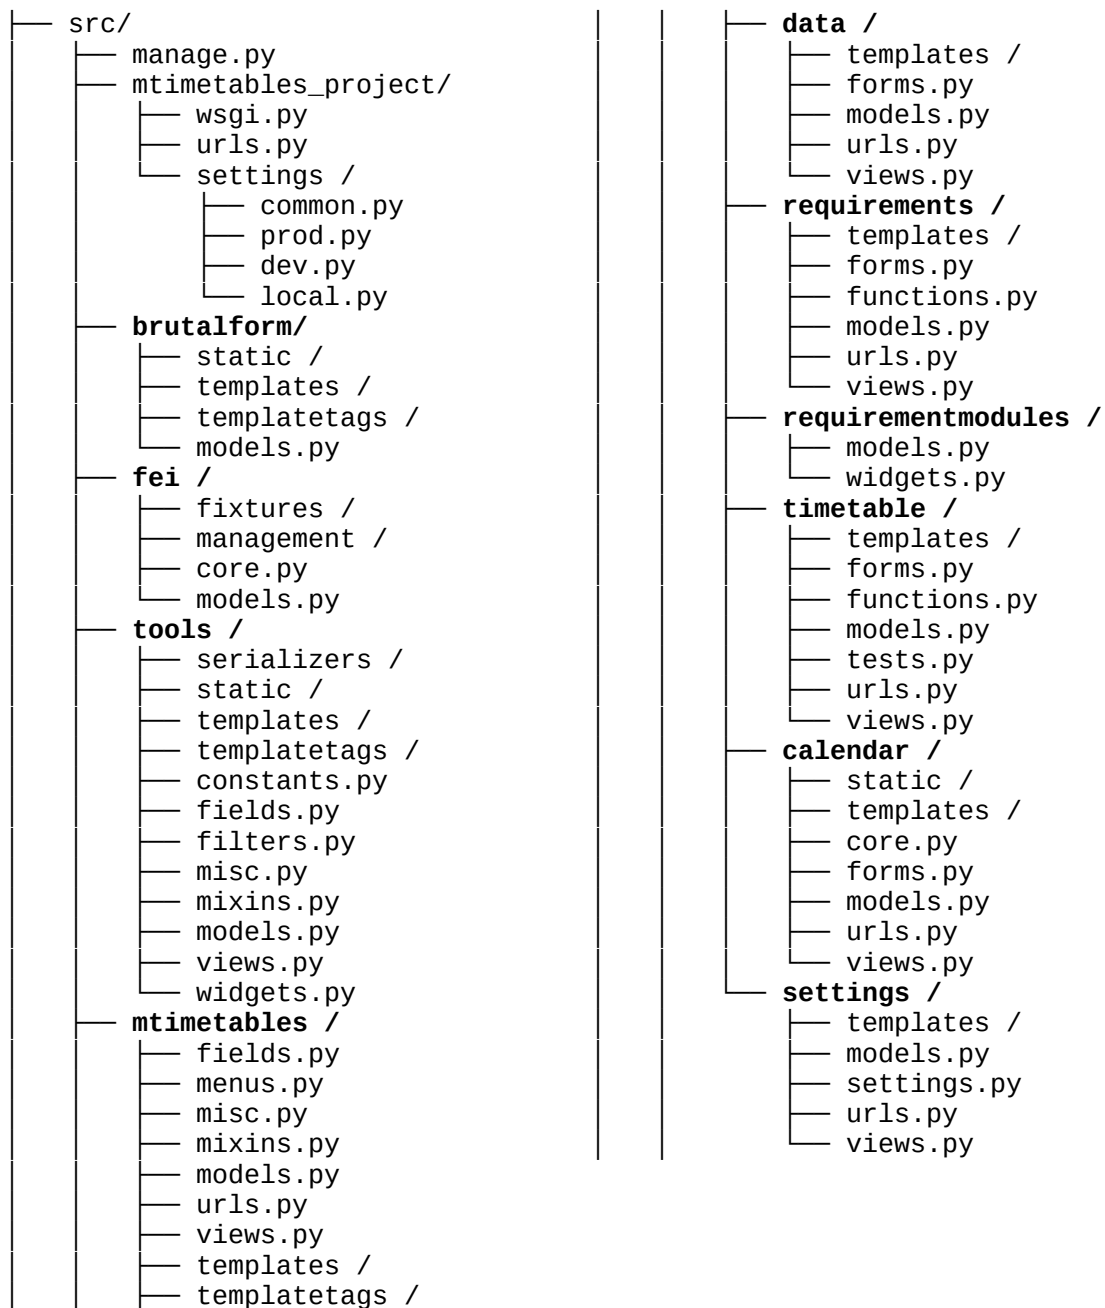 ├── src/
│   ├── manage.py
│   ├── mtimetables_project/
│   │   ├── wsgi.py
│   │   ├── urls.py
│   │   └── settings /
│   │       ├── common.py
│   │       ├── prod.py
│   │       ├── dev.py
│   │       └── local.py
│   ├── brutalform/
│   │   ├── static /
│   │   ├── templates /
│   │   ├── templatetags /
│   │   └── models.py
│   ├── fei /
│   │   ├── fixtures /
│   │   ├── management /
│   │   ├── core.py
│   │   └── models.py
│   ├── tools /
│   │   ├── serializers /
│   │   ├── static /
│   │   ├── templates /
│   │   ├── templatetags /
│   │   ├── constants.py
│   │   ├── fields.py
│   │   ├── filters.py
│   │   ├── misc.py
│   │   ├── mixins.py
│   │   ├── models.py
│   │   ├── views.py
│   │   └── widgets.py
│   ├── mtimetables /
│   │   ├── fields.py
│   │   ├── menus.py
│   │   ├── misc.py
│   │   ├── mixins.py
│   │   ├── models.py
│   │   ├── urls.py
│   │   ├── views.py
│   │   ├── templates /
│   │   ├── templatetags /
│   │   ├── data /
│   │   │   ├── templates /
│   │   │   ├── forms.py
│   │   │   ├── models.py
│   │   │   ├── urls.py
│   │   │   └── views.py
│   │   ├── requirements /
│   │   │   ├── templates /
│   │   │   ├── forms.py
│   │   │   ├── functions.py
│   │   │   ├── models.py
│   │   │   ├── urls.py
│   │   │   └── views.py
│   │   ├── requirementmodules /
│   │   │   ├── models.py
│   │   │   └── widgets.py
│   │   ├── timetable /
│   │   │   ├── templates /
│   │   │   ├── forms.py
│   │   │   ├── functions.py
│   │   │   ├── models.py
│   │   │   ├── tests.py
│   │   │   ├── urls.py
│   │   │   └── views.py
│   │   ├── calendar /
│   │   │   ├── static /
│   │   │   ├── templates /
│   │   │   ├── core.py
│   │   │   ├── forms.py
│   │   │   ├── models.py
│   │   │   ├── urls.py
│   │   │   └── views.py
│   │   └── settings /
│   │       ├── templates /
│   │       ├── models.py
│   │       ├── settings.py
│   │       ├── urls.py
│   │       └── views.py